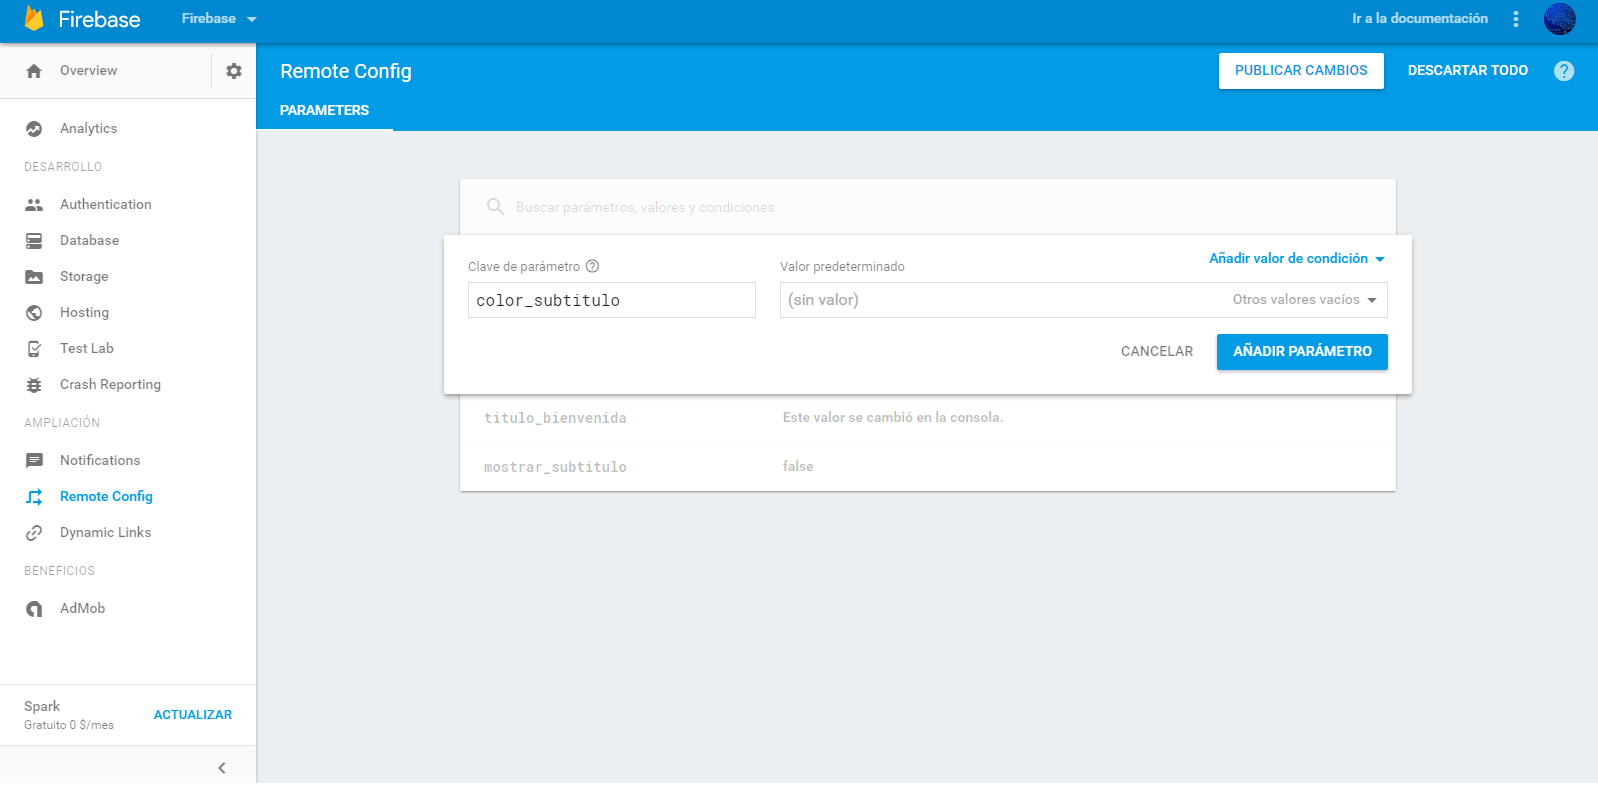 Firebase
Firebase
Ir a la documentación
Overview
Remote Config
PUBLICAR CAMBIOS
DESCARTAR TODO
?
PARAMETERS
Analytics
DESARROLLO
Authentication
Database
Storage
Hosting
Test Lab
Crash Reporting
AMPLIACIÓN
Notifications
Remote Config
Dynamic Links
BENEFICIOS
AdMob
Spark
Gratuito 0 $/mes
ACTUALIZAR
Buscar parámetros, valores y condiciones
Añadir valor de condición
Clave de parámetro ?
Valor predeterminado
color_subtitulo
(sin valor)
Otros valores vacíos
CANCELAR
AÑADIR PARÁMETRO
titulo_bienvenida
Este valor se cambió en la consola.
mostrar_subtitulo
false